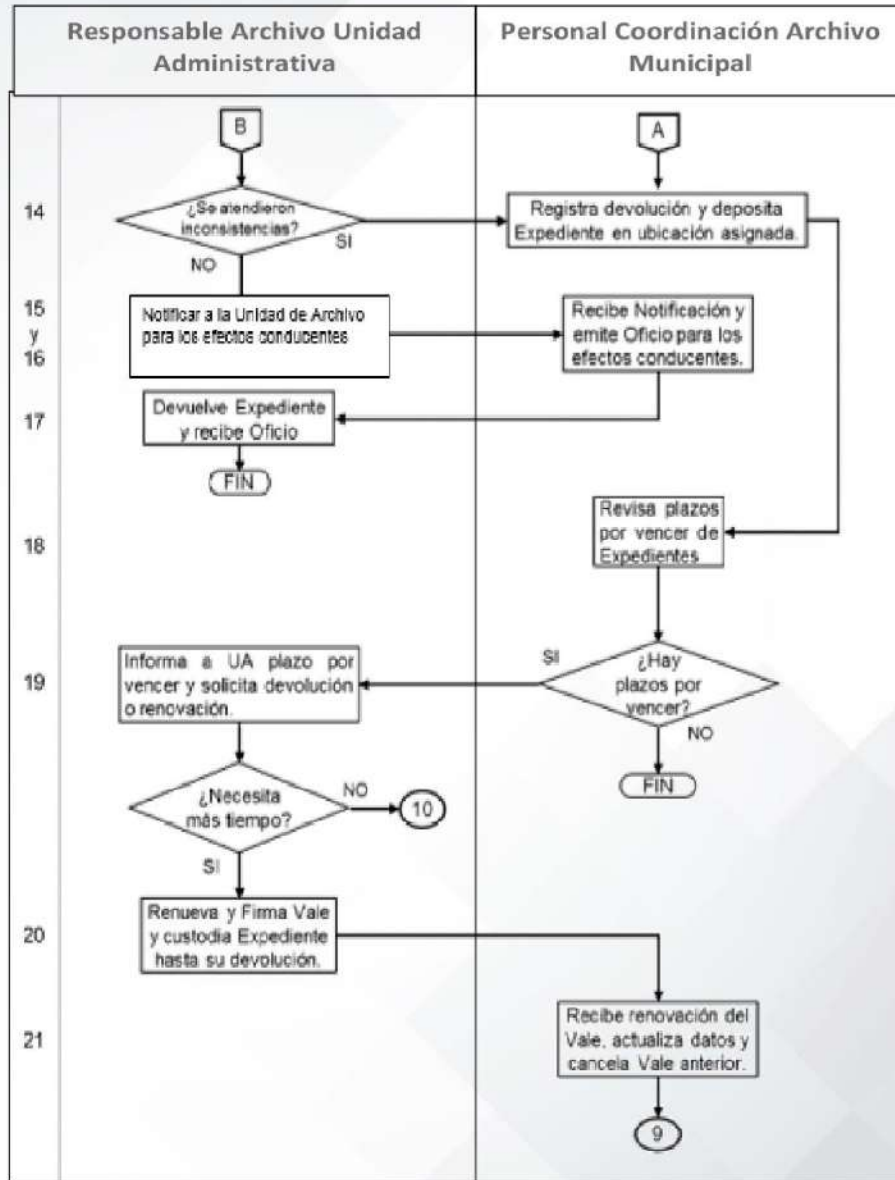 Responsable Archivo Unidad
Administrativa
Personal Coordinación Archivo
Municipal
B
A
14
¿Se atendieron
inconsistencias?
SI
NO
Registra devolución y deposita
Expediente en ubicación asignada.
15
y
16
Notificar a la Unidad de Archivo
para los efectos conducentes
Recibe Notificación y
emite Oficio para los
efectos conducentes.
17
Devuelve Expediente
y recibe Oficio
FIN
18
Revisa plazos
por vencer de
Expedientes
19
Informa a UA plazo por
vencer y solicita devolución
o renovación.
SI
¿Hay
plazos por
vencer?
NO
FIN
¿Necesita
más tiempo?
NO
10
SI
20
Renueva y Firma Vale
y custodia Expediente
hasta su devolución.
21
Recibe renovación del
Vale, actualiza datos y
cancela Vale anterior.
9